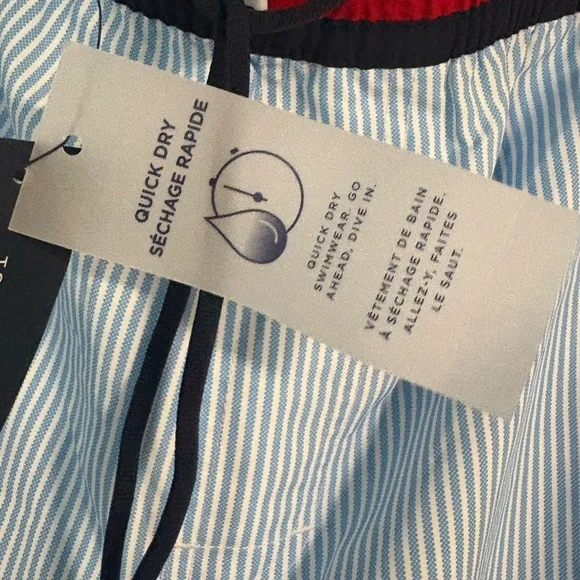 QUICK DRY
SÉCHAGE RAPIDE
QUICK DRY
SWIMWEAR. GO
AHEAD, DIVE IN.
VÊTEMENT DE BAIN
À SÉCHAGE RAPIDE.
ALLEZ-Y, FAITES
LE SAUT.